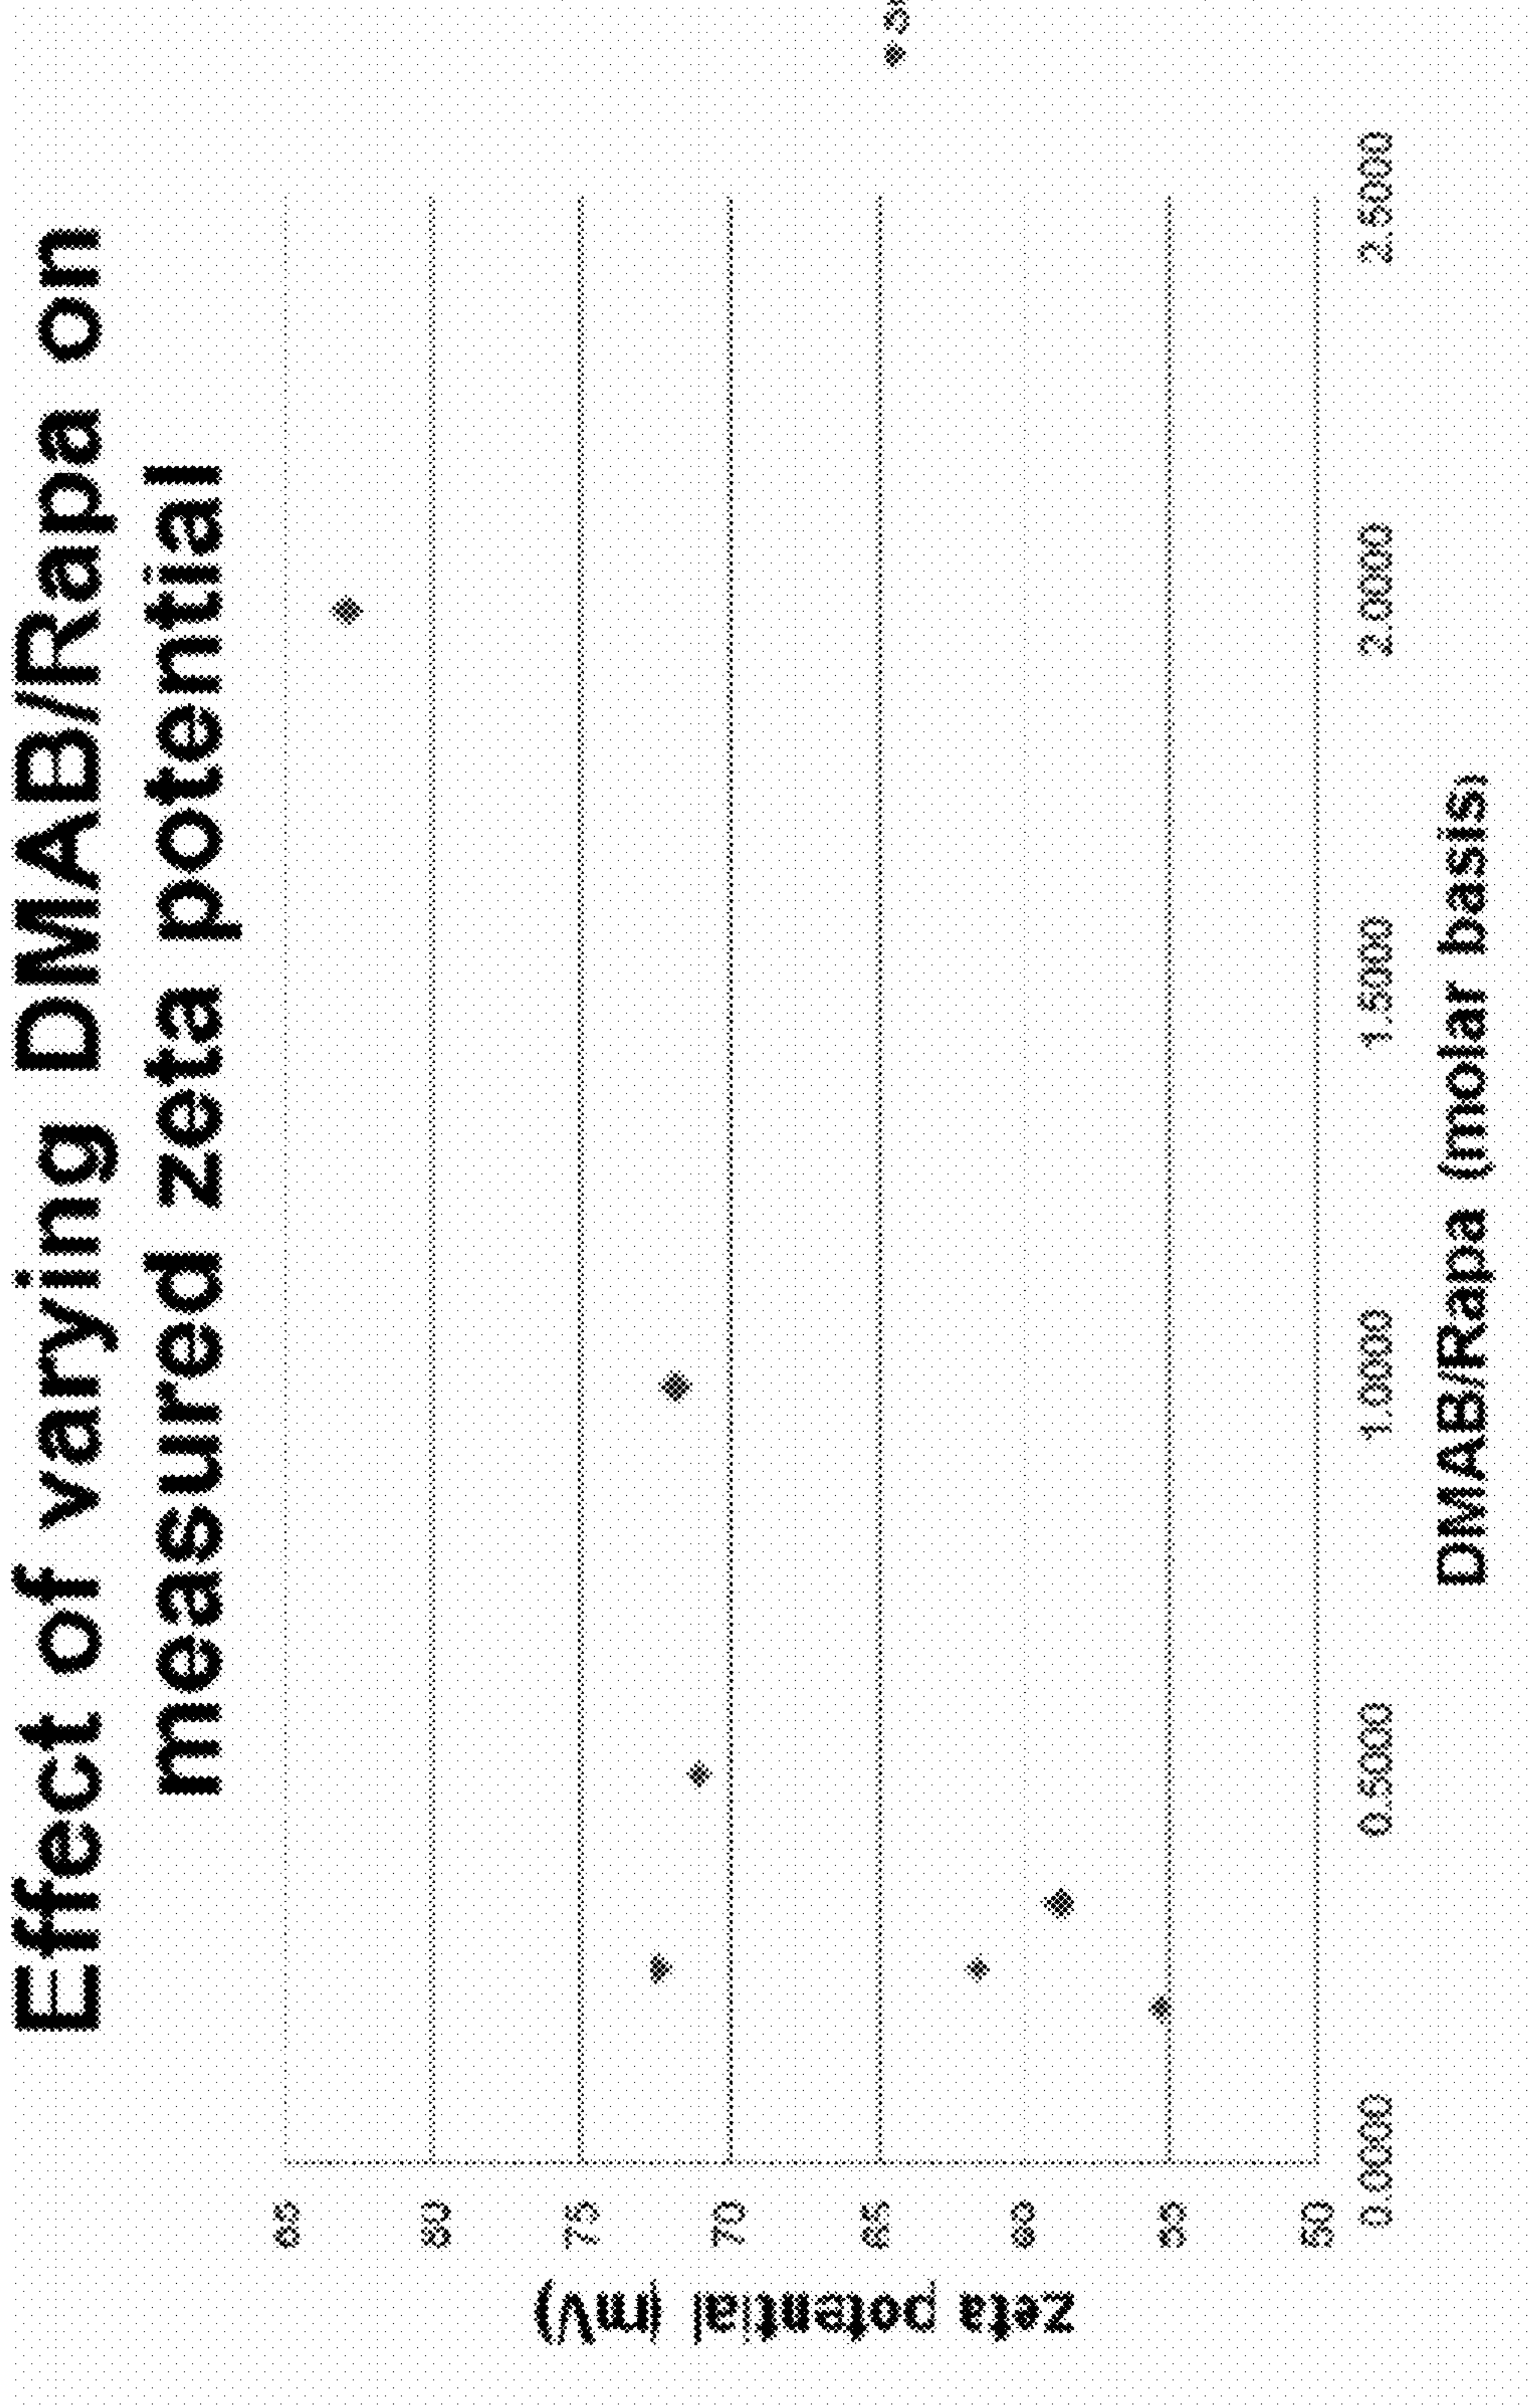 Effect of varying DMAB/Rapa on
measured zeta potential
85
80
75
70
65
60
55
50
zeta potential (mV)
0.0000 0.5000 1.0000 1.5000 2.0000 2.5000
DMAB/Rapa (molar basis)